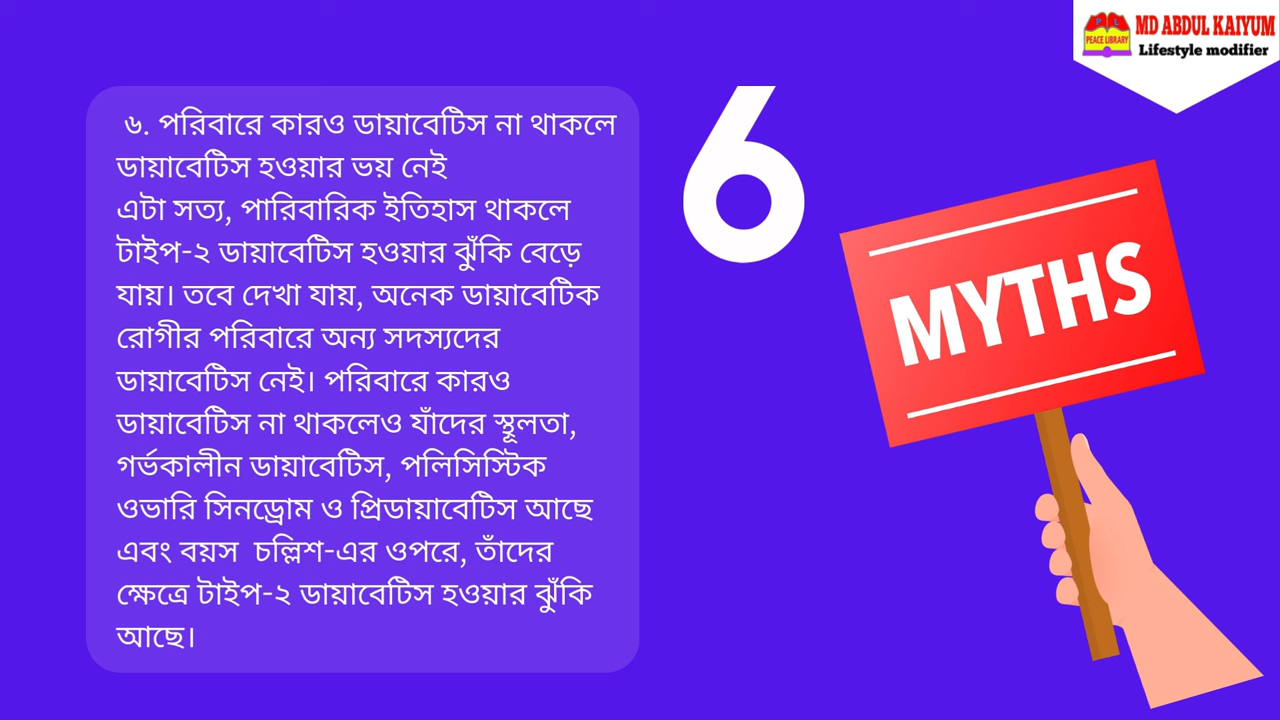 P L
PEACE LIBRARY
MD ABDUL KAIYUM
Lifestyle modifier
৬. পরিবারে কারও ডায়াবেটিস না থাকলে
ডায়াবেটিস হওয়ার ভয় নেই
এটা সত্য, পারিবারিক ইতিহাস থাকলে
টাইপ-২ ডায়াবেটিস হওয়ার ঝুঁকি বেড়ে
যায়। তবে দেখা যায়, অনেক ডায়াবেটিক
রোগীর পরিবারে অন্য সদস্যদের
ডায়াবেটিস নেই। পরিবারে কারও
ডায়াবেটিস না থাকলেও যাঁদের স্থূলতা,
গর্ভকালীন ডায়াবেটিস, পলিসিস্টিক
ওভারি সিনড্রোম ও প্রিডায়াবেটিস আছে
এবং বয়স চল্লিশ-এর ওপরে, তাঁদের
ক্ষেত্রে টাইপ-২ ডায়াবেটিস হওয়ার ঝুঁকি
আছে।
6
MYTHS